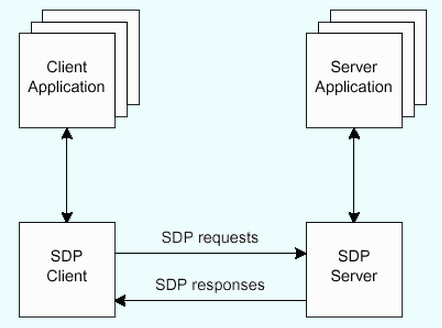 Client
Application
Server
Application
SDP requests
SDP
Client
SDP
Server
SDP responses